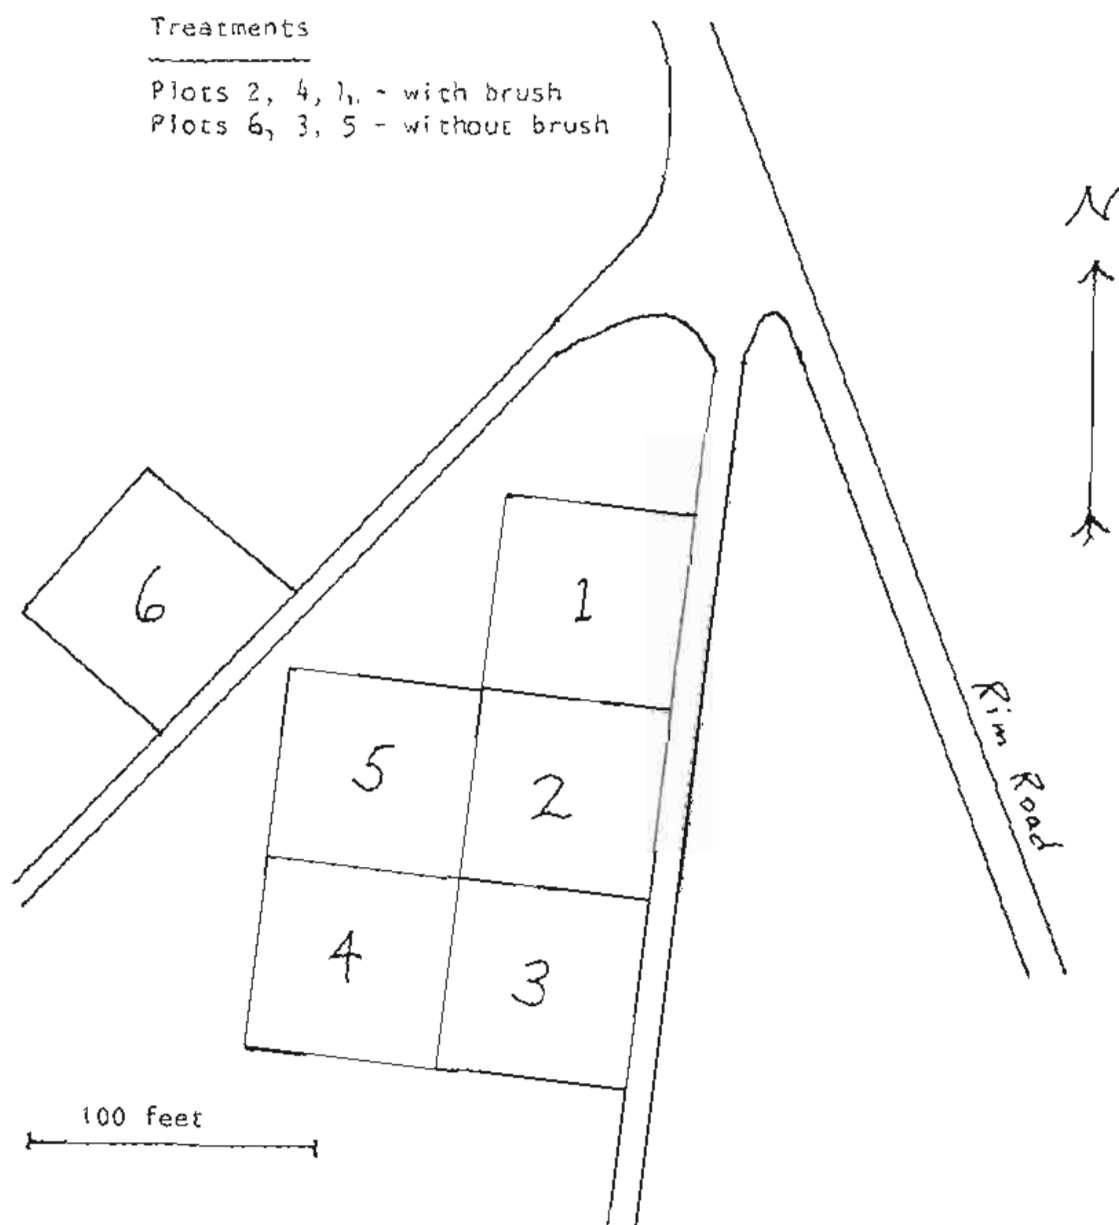 Treatments
Plots 2, 4, 1, - with brush
Plots 6, 3, 5 - without brush
N
6
1
5
2
Rim Road
4
3
100 feet